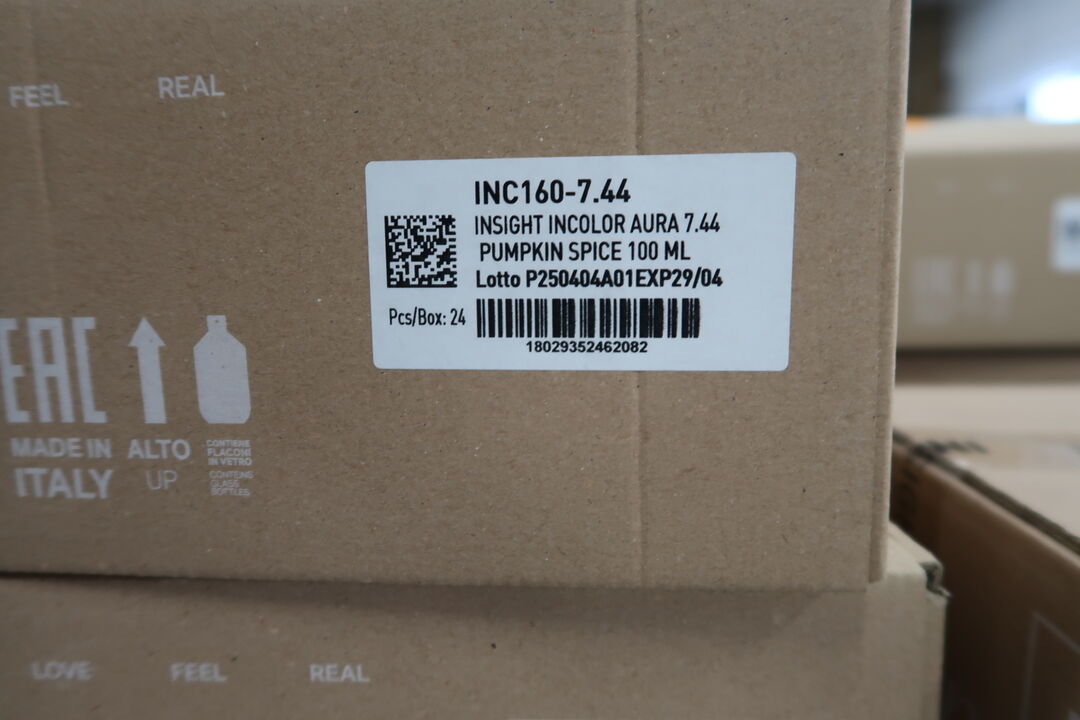 FEEL REAL
INC160-7.44
INSIGHT INCOLOR AURA 7.44
PUMPKIN SPICE 100 ML
Lotto P250404A01EXP29/04
Pcs/Box: 24
18029352462082
EAC
MADE IN
ITALY
ALTO
UP
CONTIENE
FLACONI
IN VETRO
CONTEINS
GLASS
BOTTLES
LOVE FEEL REAL